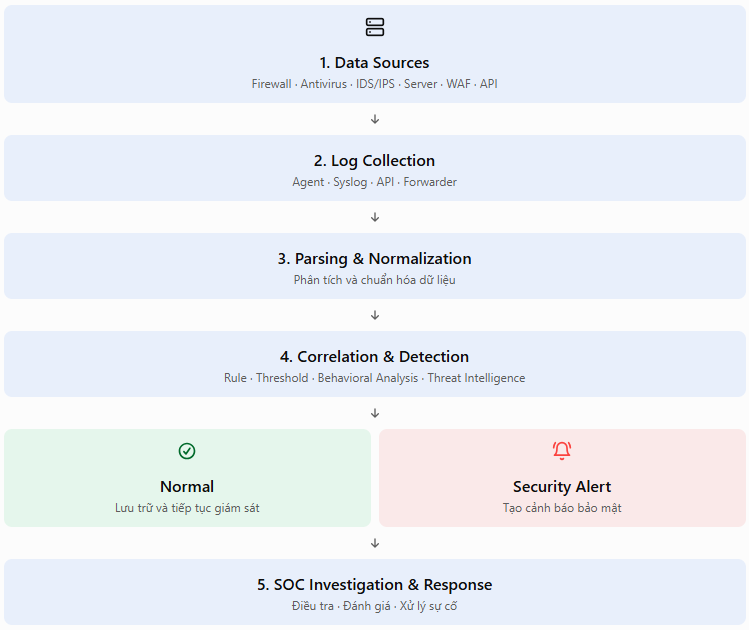 1. Data Sources
Firewall · Antivirus · IDS/IPS · Server · WAF · API
2. Log Collection
Agent · Syslog · API · Forwarder
3. Parsing & Normalization
Phân tích và chuẩn hóa dữ liệu
4. Correlation & Detection
Rule · Threshold · Behavioral Analysis · Threat Intelligence
Normal
Lưu trữ và tiếp tục giám sát
Security Alert
Tạo cảnh báo bảo mật
5. SOC Investigation & Response
Điều tra · Đánh giá · Xử lý sự cố